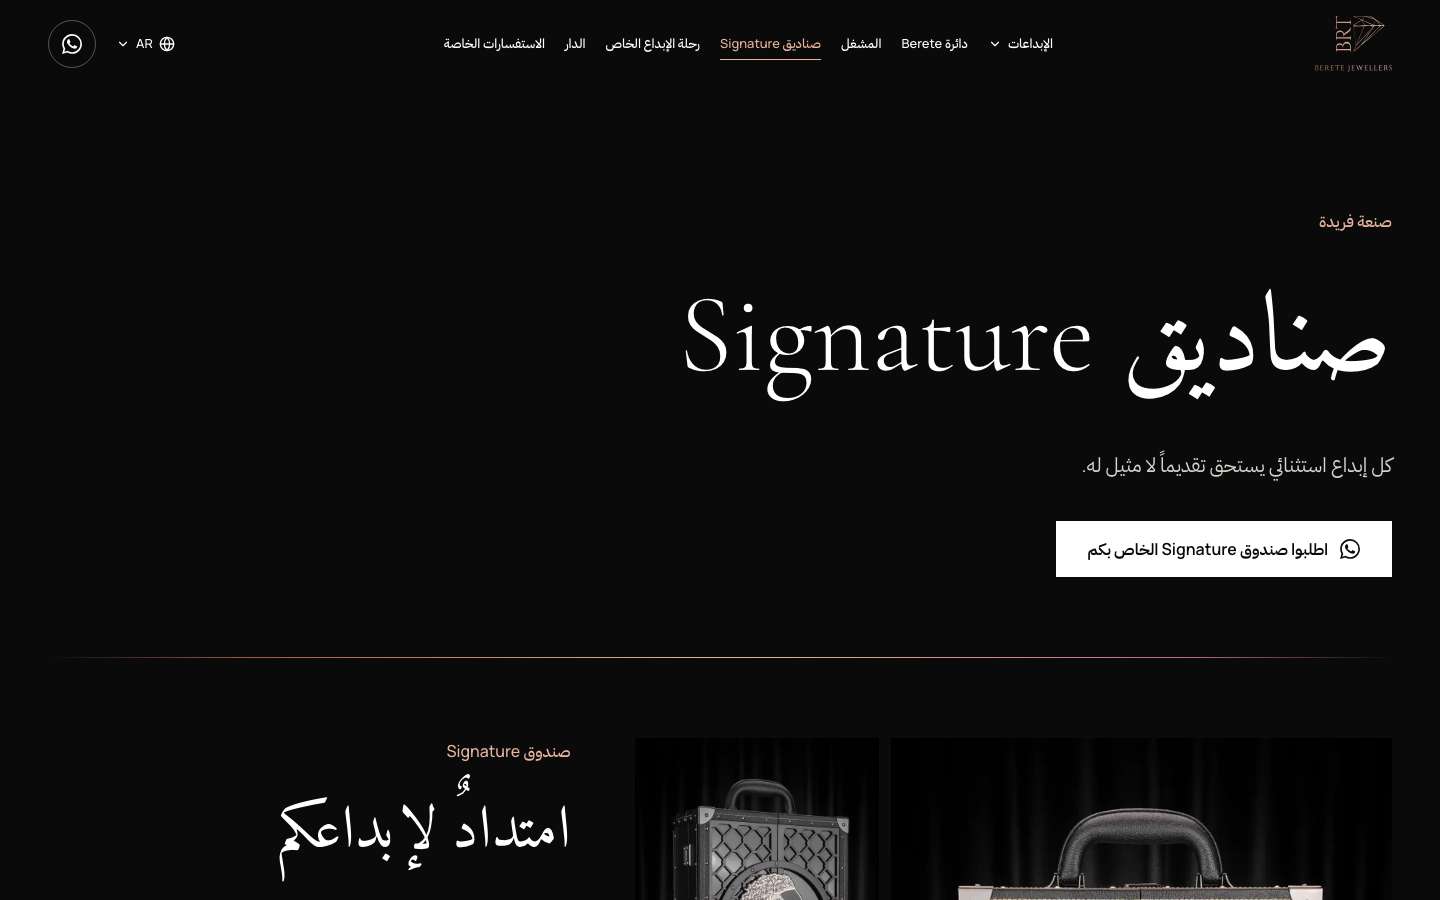 BRT
BERETE JEWELLERS
الإبداعات
دائرة Berete
المشغل
صناديق Signature
رحلة الإبداع الخاص
الدار
الاستفسارات الخاصة
AR
صنعة فريدة
صناديق Signature
كل إبداع استثنائي يستحق تقديماً لا مثيل له.
اطلبوا صندوق Signature الخاص بكم
صندوق Signature
امتدادٌ لإبداعكم